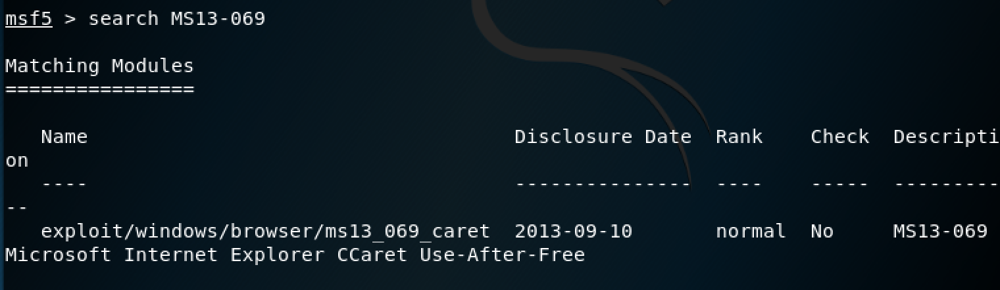 msf5 > search MS13-069
Matching Modules
================
Name Disclosure Date Rank Check Descripti
on
---- --------------- ---- ----- ---------
--
exploit/windows/browser/ms13_069_caret 2013-09-10 normal No MS13-069
Microsoft Internet Explorer CCaret Use-After-Free